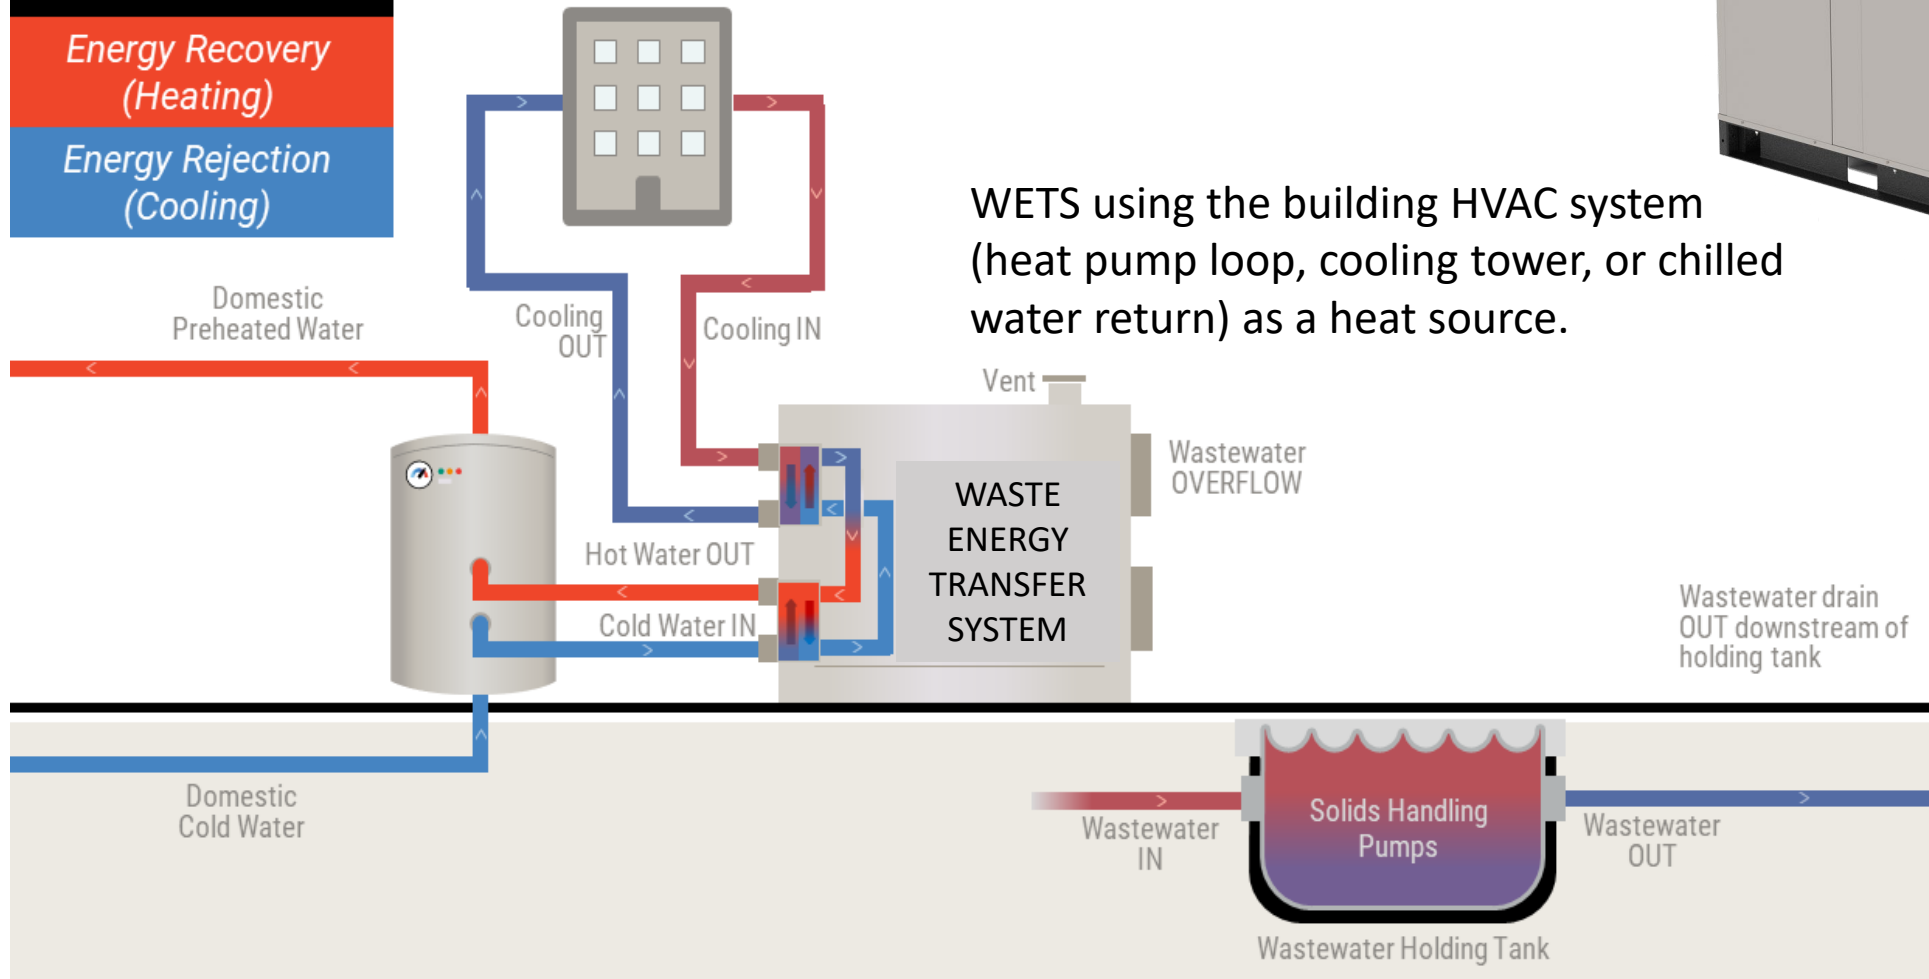 Energy Recovery
(Heating)
Energy Rejection
(Cooling)
WETS using the building HVAC system
(heat pump loop, cooling tower, or chilled
water return) as a heat source.
Domestic
Preheated Water
Cooling
OUT
Cooling IN
Vent
Wastewater
OVERFLOW
WASTE
ENERGY
TRANSFER
SYSTEM
Hot Water OUT
Cold Water IN
Wastewater drain
OUT downstream of
holding tank
Domestic
Cold Water
Wastewater
IN
Solids Handling
Pumps
Wastewater
OUT
Wastewater Holding Tank